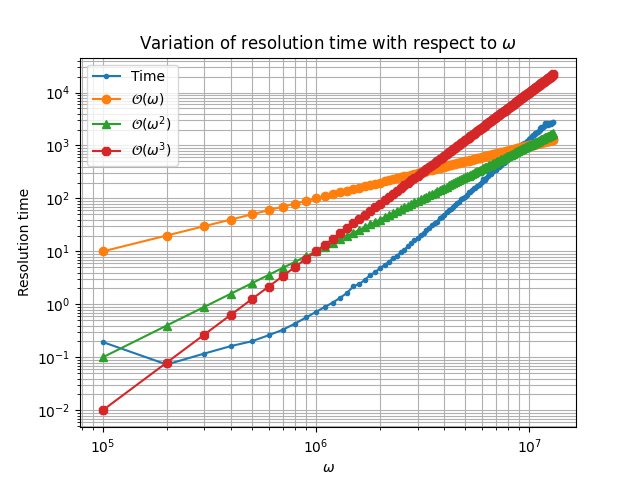 Variation of resolution time with respect to ω
Time
𝒪(ω)
𝒪(ω²)
𝒪(ω³)
Resolution time
10⁴
10³
10²
10¹
10⁰
10⁻¹
10⁻²
10⁵ 10⁶ 10⁷
ω